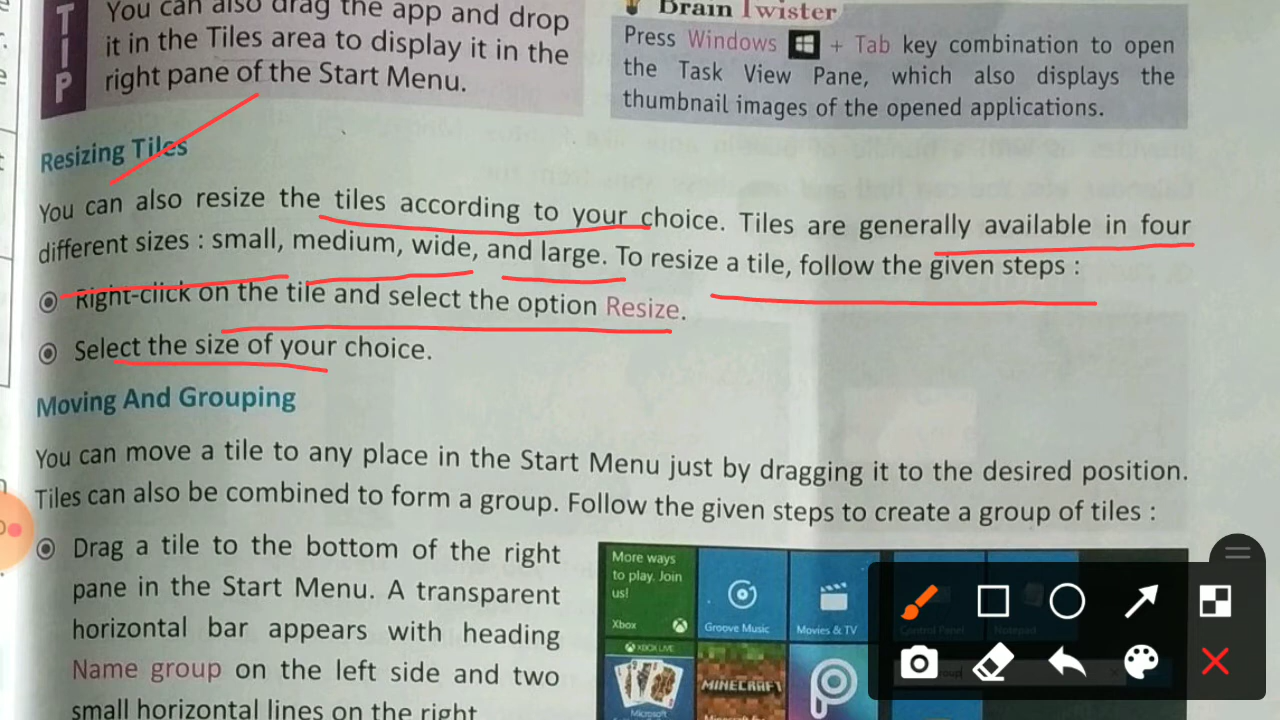 TIP
You can also drag the app and drop
it in the Tiles area to display it in the
right pane of the Start Menu.
Brain Twister
Press Windows + Tab key combination to open
the Task View Pane, which also displays the
thumbnail images of the opened applications.
Resizing Tiles
You can also resize the tiles according to your choice. Tiles are generally available in four
different sizes : small, medium, wide, and large. To resize a tile, follow the given steps :
Right-click on the tile and select the option Resize.
Select the size of your choice.
Moving And Grouping
You can move a tile to any place in the Start Menu just by dragging it to the desired position.
Tiles can also be combined to form a group. Follow the given steps to create a group of tiles :
Drag a tile to the bottom of the right
pane in the Start Menu. A transparent
horizontal bar appears with heading
Name group on the left side and two
small horizontal lines on the right
More ways
to play. Join
us!
Xbox
Groove Music
Movies & TV
Control Panel
Notepad
XBOX LIVE
Microsoft
MINECRAFT
Minecraft for